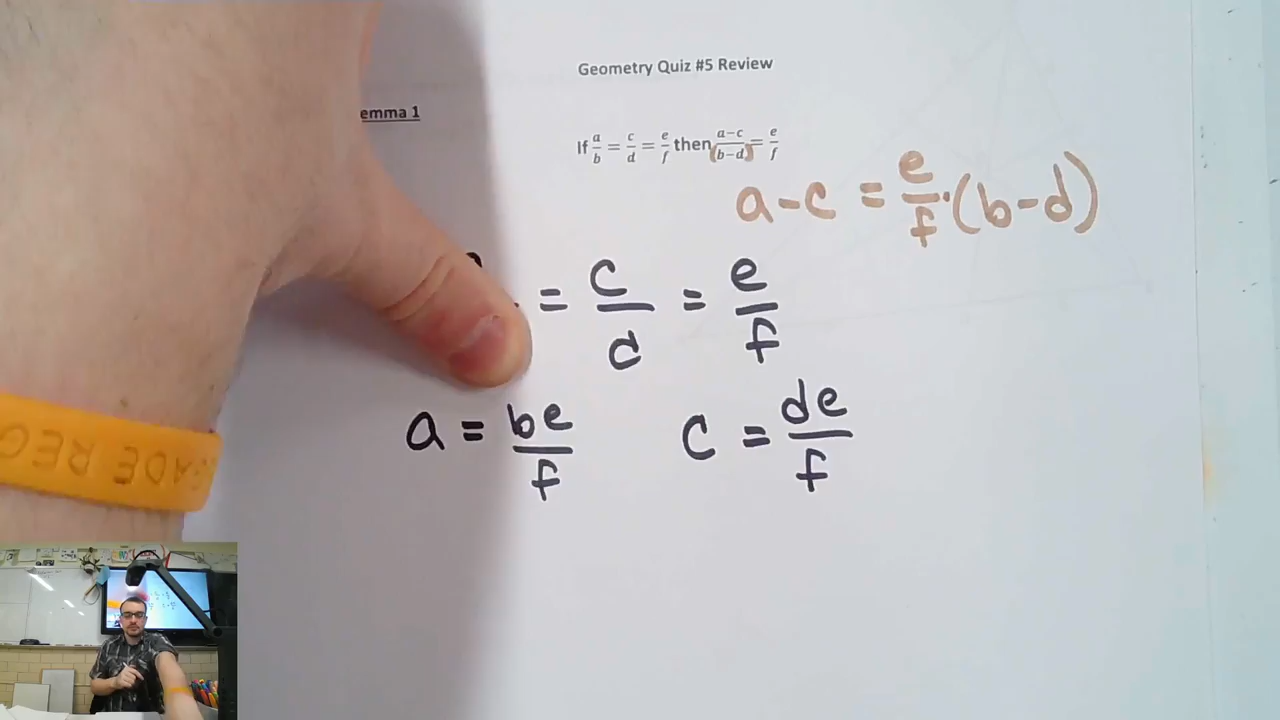 Geometry Quiz #5 Review
emma 1
If a/b = c/d = e/f then (a−c)/(b−d) = e/f
a-c = e/f · (b-d)
= c/d = e/f
a = be/f c = de/f